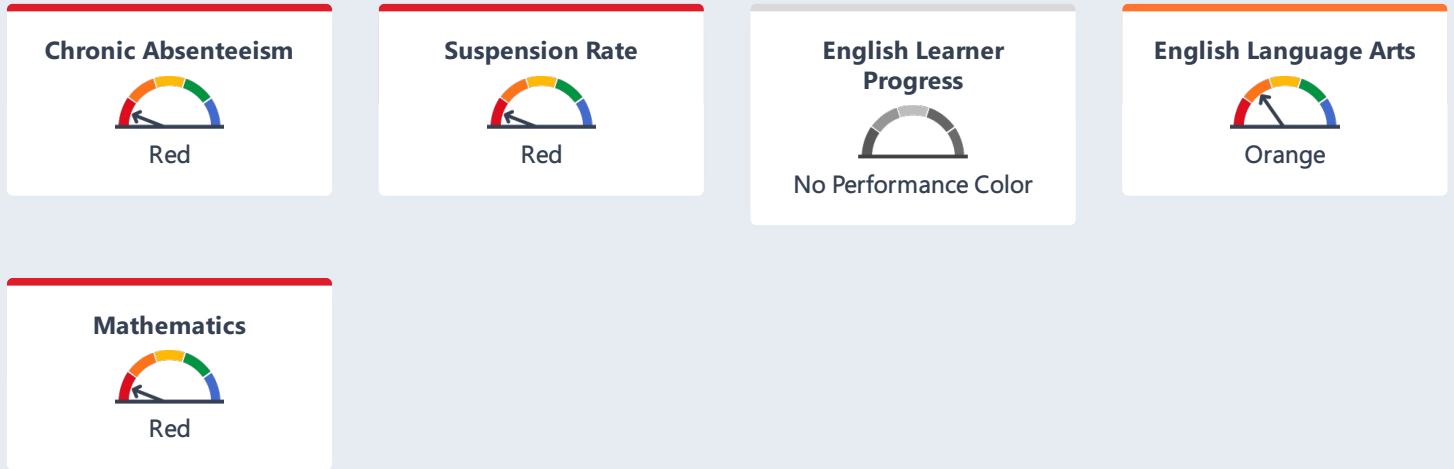 Chronic Absenteeism
Red
Suspension Rate
Red
English Learner
Progress
No Performance Color
English Language Arts
Orange
Mathematics
Red